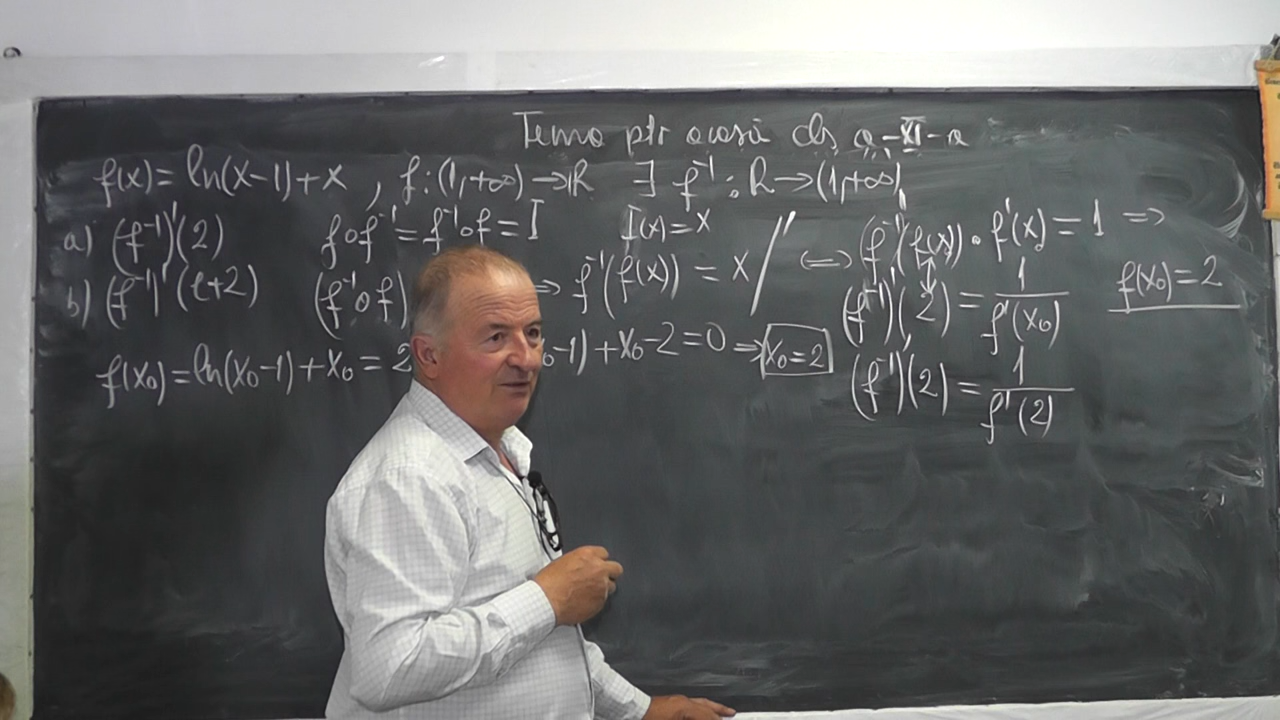 Temă ptr acasă cls a-XI-a
f(x) = ln(x-1)+x , f:(1,+∞)→R ∃ f⁻¹:R→(1,+∞)
a) (f⁻¹)'(2) f∘f⁻¹=f⁻¹∘f=I I(x)=x /' ⟺ (f⁻¹)'(f(x))·f'(x)=1 ⇒
b) (f⁻¹)'(e+2) (f⁻¹∘f) ⇒ f⁻¹(f(x)) = x (f⁻¹)'(2) = 1/f'(x₀) f(x₀)=2
f(x₀)=ln(x₀-1)+x₀=2 ₀-1)+x₀-2=0 ⇒ x₀=2 (f⁻¹)'(2) = 1/f'(2)